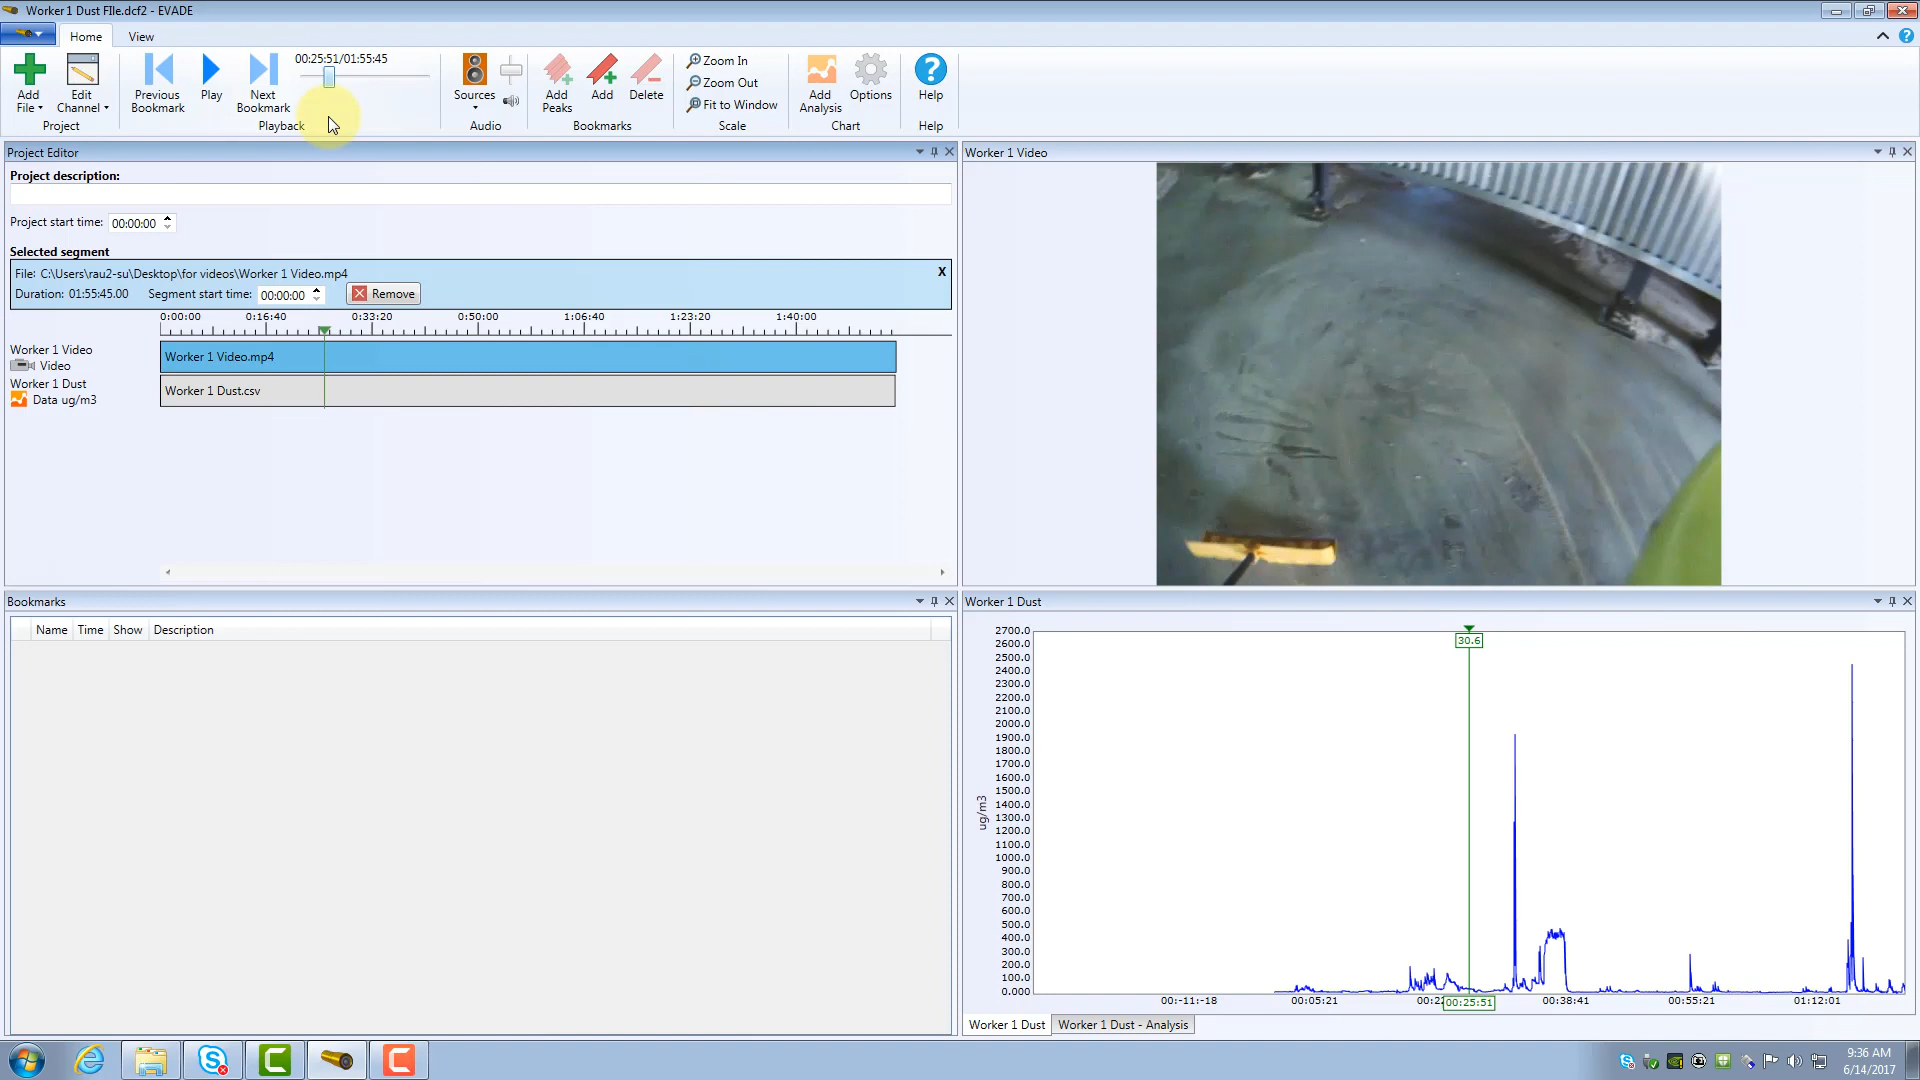 Worker 1 Dust FIle.dcf2 - EVADE
Home View
Add File
Edit Channel
Project
Previous Bookmark
Play
Next Bookmark
00:25:51/01:55:45
Playback
Sources
Audio
Add Peaks
Add
Delete
Bookmarks
Zoom In
Zoom Out
Fit to Window
Scale
Add Analysis
Options
Chart
Help
Help
Project Editor
Project description:
Project start time: 00:00:00
Selected segment
File: C:\Users\rau2-su\Desktop\for videos\Worker 1 Video.mp4 X
Duration: 01:55:45.00 Segment start time: 00:00:00 Remove
0:00:00 0:16:40 0:33:20 0:50:00 1:06:40 1:23:20 1:40:00
Worker 1 Video
Video
Worker 1 Video.mp4
Worker 1 Dust
Data ug/m3
Worker 1 Dust.csv
Worker 1 Video
Bookmarks
Name Time Show Description
Worker 1 Dust
2700.0
2600.0
2500.0
2400.0
2300.0
2200.0
2100.0
2000.0
1900.0
1800.0
1700.0
1600.0
1500.0
1400.0
1300.0
1200.0
1100.0
1000.0
900.0
800.0
700.0
600.0
500.0
400.0
300.0
200.0
100.0
0.000
ug/m3
30.6
00:-11:-18 00:05:21 00:22 00:25:51 00:38:41 00:55:21 01:12:01
Worker 1 Dust Worker 1 Dust - Analysis
9:36 AM
6/14/2017